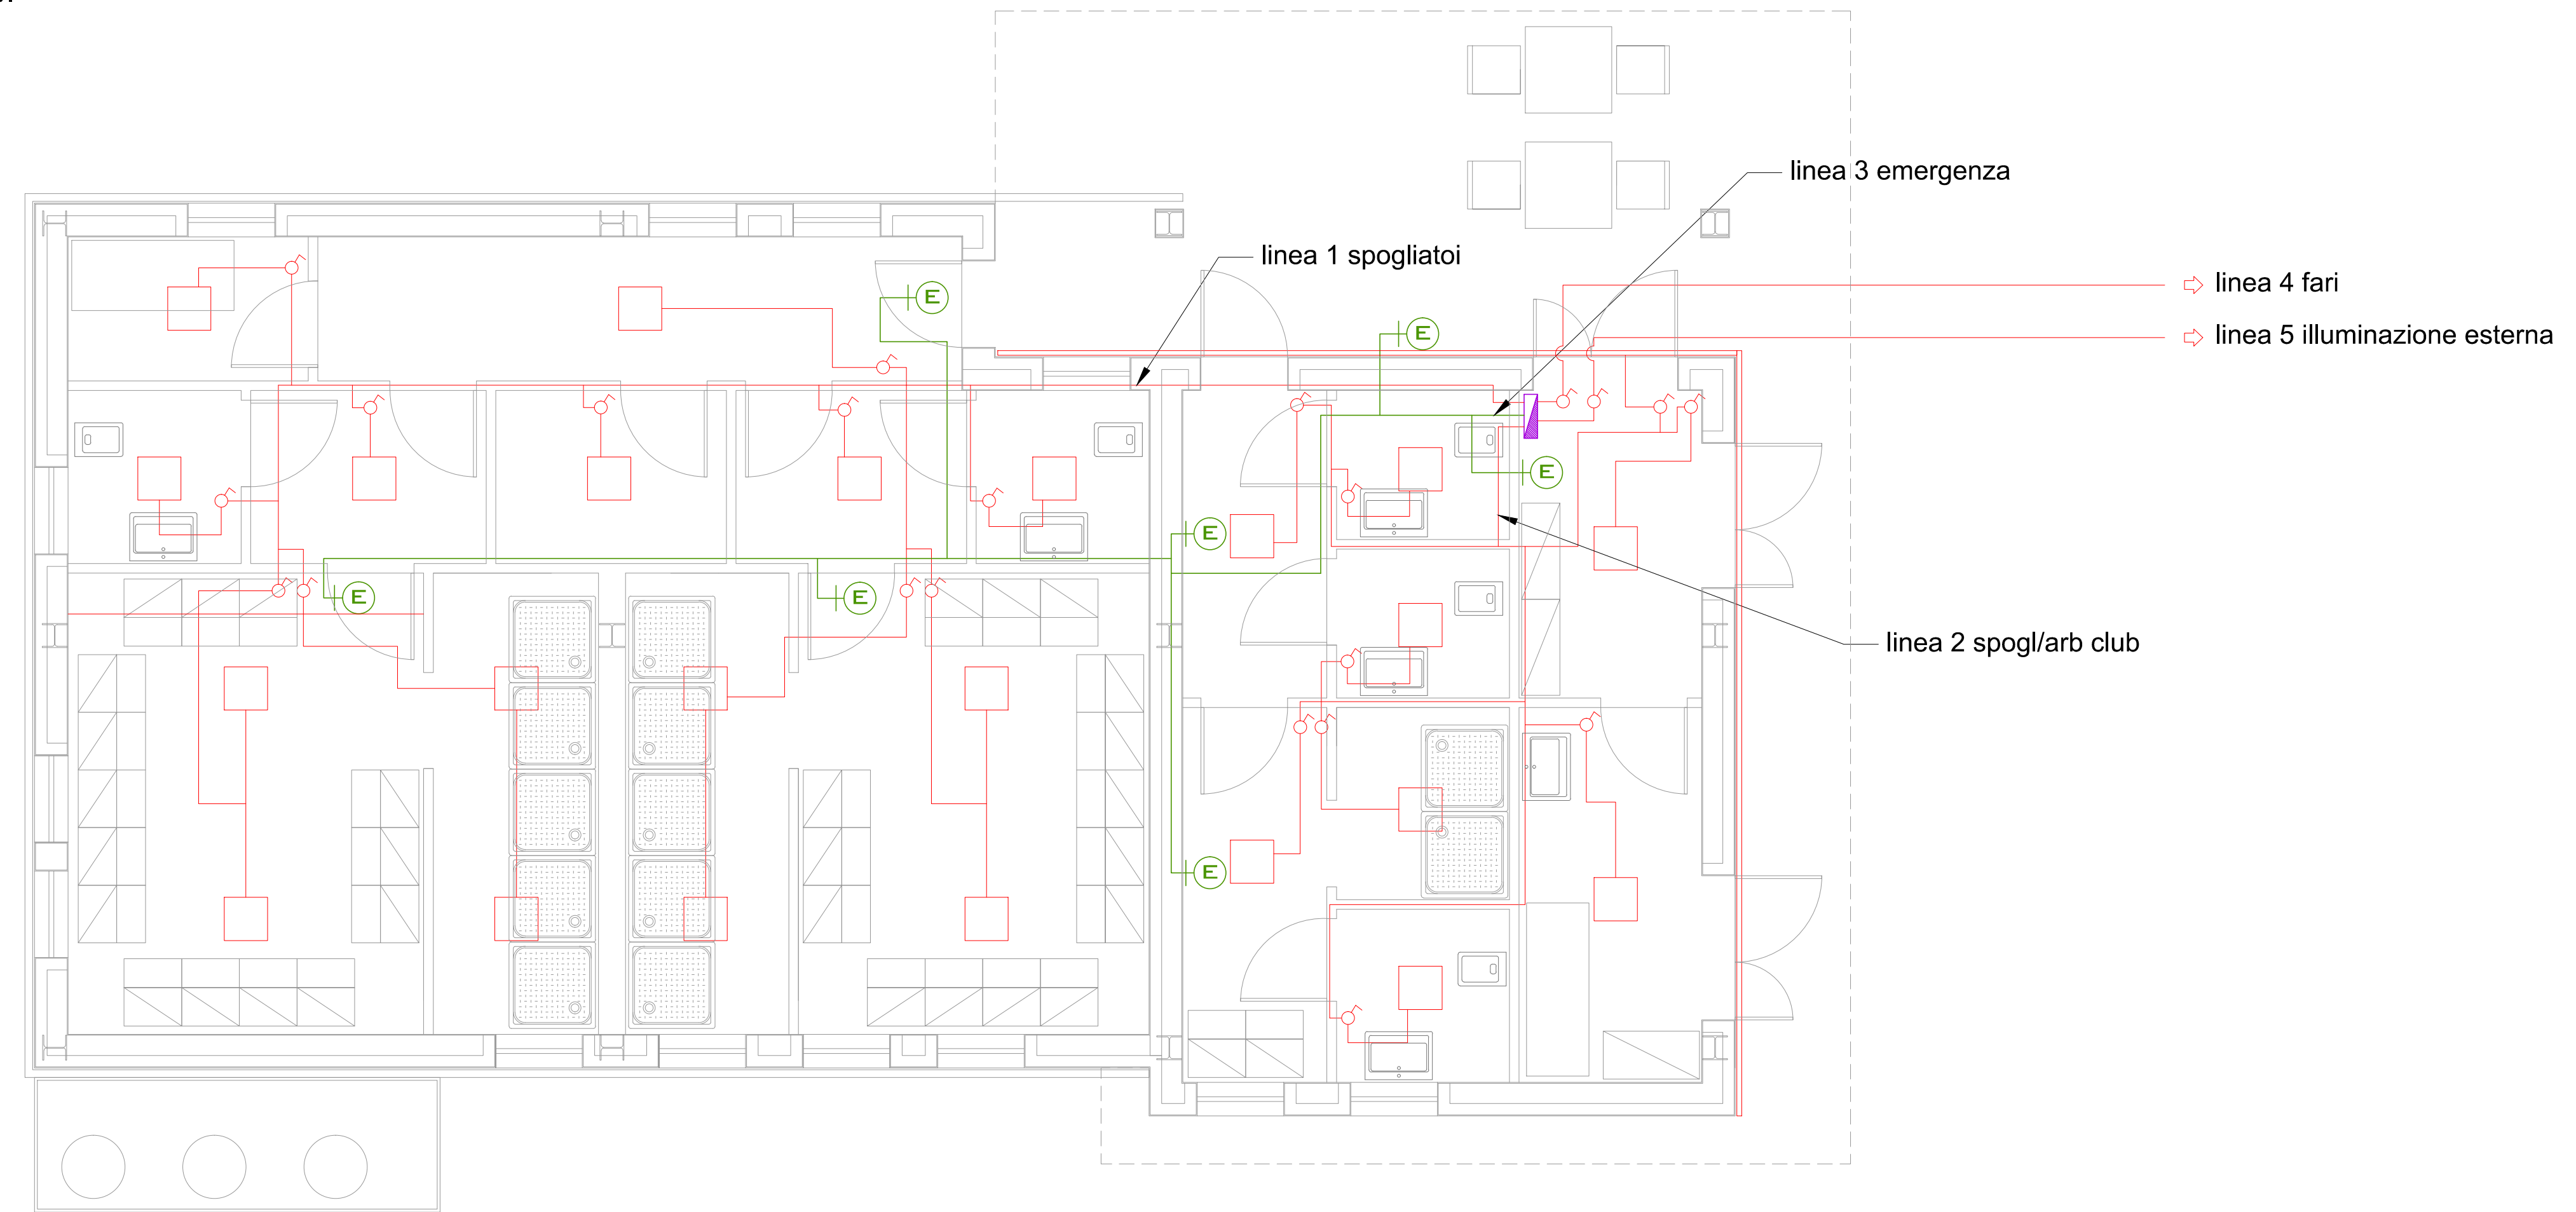 linea 3 emergenza
linea 1 spogliatoi
linea 4 fari
E
E
linea 5 illuminazione esterna
E
E
E
E
linea 2 spogl/arb club
E